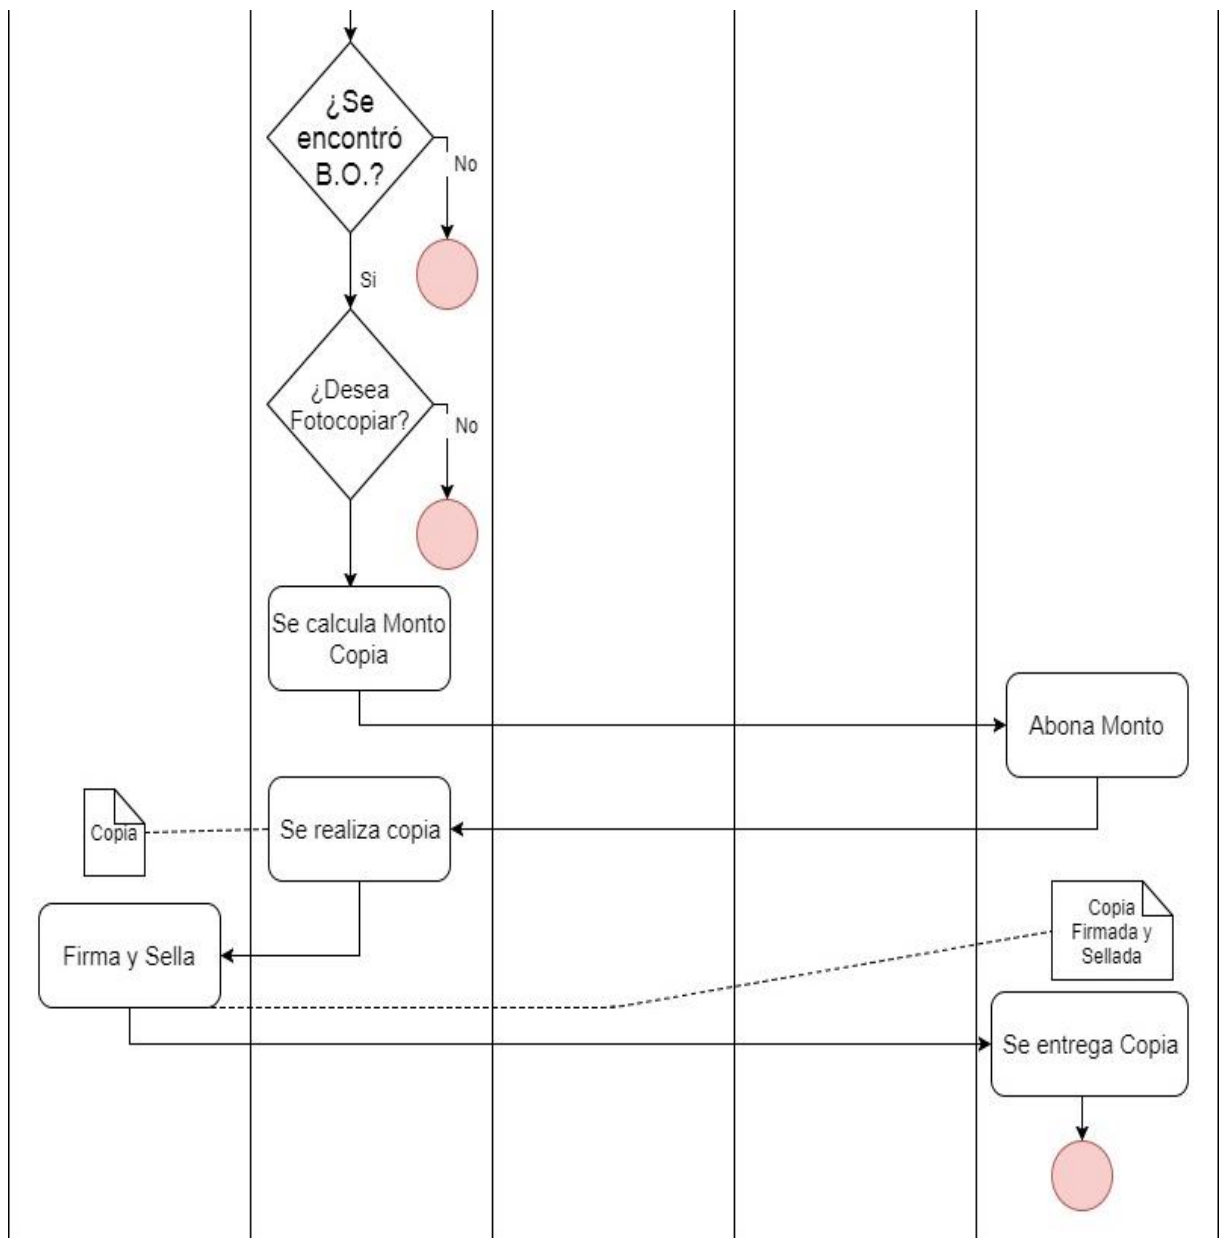 ¿Se
encontró
B.O.?
No
Si
¿Desea
Fotocopiar?
No
Se calcula Monto
Copia
Abona Monto
Copia
Se realiza copia
Copia
Firmada y
Sellada
Firma y Sella
Se entrega Copia